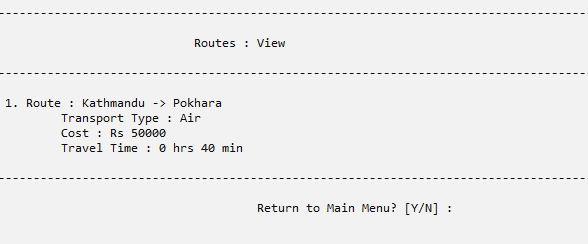 Routes : View
1. Route : Kathmandu -> Pokhara
Transport Type : Air
Cost : Rs 50000
Travel Time : 0 hrs 40 min
Return to Main Menu? [Y/N] :